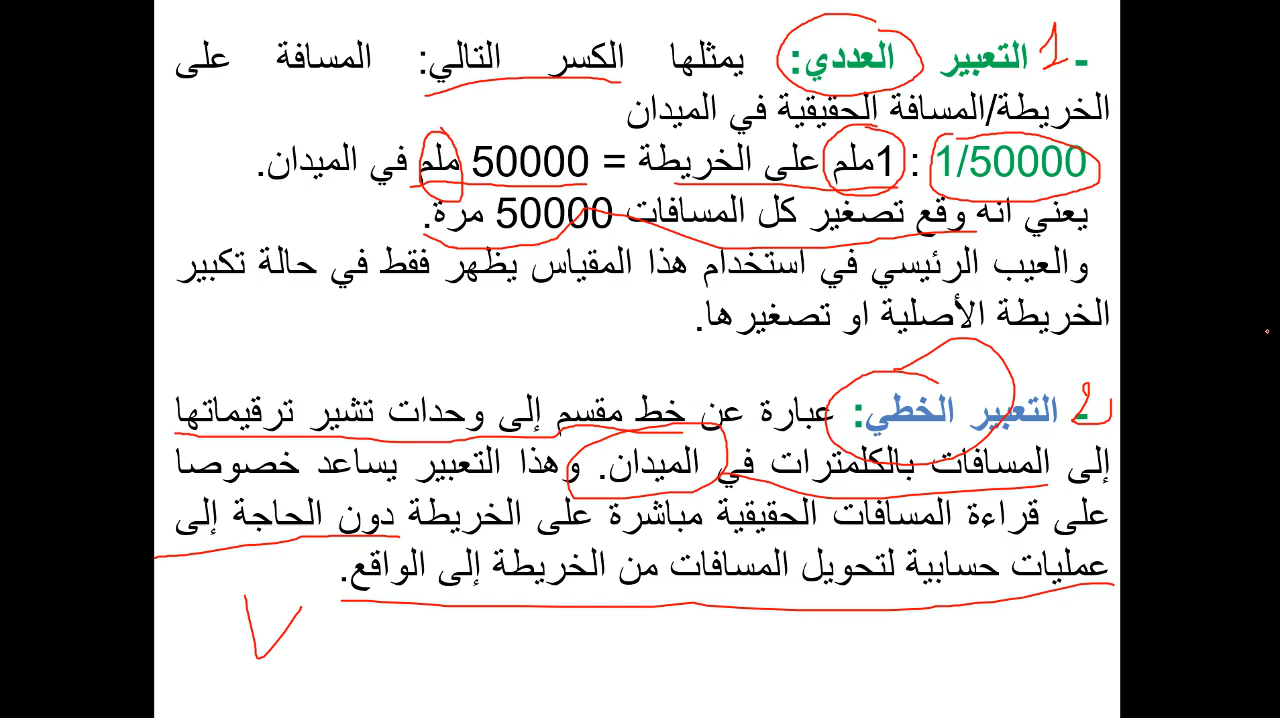 1- التعبير العددي: يمثلها الكسر التالي: المسافة على
الخريطة/المسافة الحقيقية في الميدان
1/50000 : 1ملم على الخريطة = 50000 ملم في الميدان.
يعني انه وقع تصغير كل المسافات 50000 مرة.
والعيب الرئيسي في استخدام هذا المقياس يظهر فقط في حالة تكبير
الخريطة الأصلية او تصغيرها.
2- التعبير الخطي: عبارة عن خط مقسم إلى وحدات تشير ترقيماتها
إلى المسافات بالكلمترات في الميدان. وهذا التعبير يساعد خصوصا
على قراءة المسافات الحقيقية مباشرة على الخريطة دون الحاجة إلى
عمليات حسابية لتحويل المسافات من الخريطة إلى الواقع.